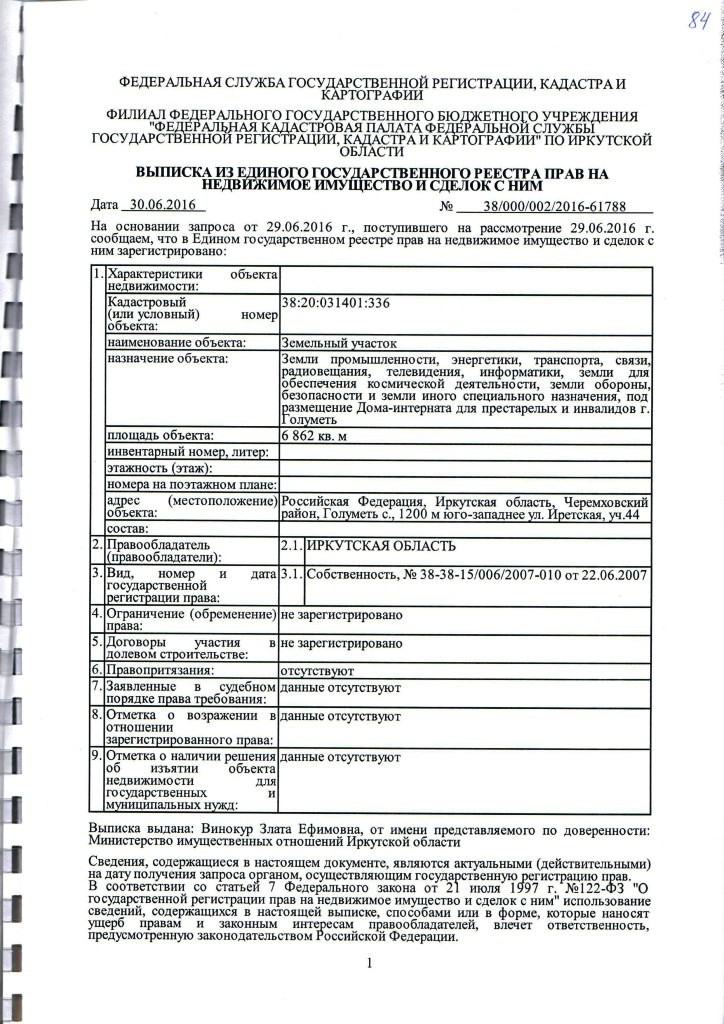 84
ФЕДЕРАЛЬНАЯ СЛУЖБА ГОСУДАРСТВЕННОЙ РЕГИСТРАЦИИ, КАДАСТРА И
КАРТОГРАФИИ
ФИЛИАЛ ФЕДЕРАЛЬНОГО ГОСУДАРСТВЕННОГО БЮДЖЕТНОГО УЧРЕЖДЕНИЯ
"ФЕДЕРАЛЬНАЯ КАДАСТРОВАЯ ПАЛАТА ФЕДЕРАЛЬНОЙ СЛУЖБЫ
ГОСУДАРСТВЕННОЙ РЕГИСТРАЦИИ, КАДАСТРА И КАРТОГРАФИИ" ПО ИРКУТСКОЙ
ОБЛАСТИ
ВЫПИСКА ИЗ ЕДИНОГО ГОСУДАРСТВЕННОГО РЕЕСТРА ПРАВ НА
НЕДВИЖИМОЕ ИМУЩЕСТВО И СДЕЛОК С НИМ
Дата 30.06.2016 № 38/000/002/2016-61788
На основании запроса от 29.06.2016 г., поступившего на рассмотрение 29.06.2016 г.
сообщаем, что в Едином государственном реестре прав на недвижимое имущество и сделок с
ним зарегистрировано:
1. Характеристики объекта
недвижимости:
Кадастровый
(или условный) номер
объекта:
38:20:031401:336
наименование объекта: Земельный участок
назначение объекта:
Земли промышленности, энергетики, транспорта, связи,
радиовещания, телевидения, информатики, земли для
обеспечения космической деятельности, земли обороны,
безопасности и земли иного специального назначения, под
размещение Дома-интерната для престарелых и инвалидов г.
Голуметь
площадь объекта: 6 862 кв. м
инвентарный номер, литер:
этажность (этаж):
номера на поэтажном плане:
адрес (местоположение)
объекта:
Российская Федерация, Иркутская область, Черемховский
район, Голуметь с., 1200 м юго-западнее ул. Иретская, уч.44
состав:
2. Правообладатель
(правообладатели):
2.1. ИРКУТСКАЯ ОБЛАСТЬ
3. Вид, номер и дата
государственной
регистрации права:
3.1. Собственность, № 38-38-15/006/2007-010 от 22.06.2007
4. Ограничение (обременение)
права:
не зарегистрировано
5. Договоры участия в
долевом строительстве:
не зарегистрировано
6. Правопритязания: отсутствуют
7. Заявленные в судебном
порядке права требования:
данные отсутствуют
8. Отметка о возражении в
отношении
зарегистрированного права:
данные отсутствуют
9. Отметка о наличии решения
об изъятии объекта
недвижимости для
государственных и
муниципальных нужд:
данные отсутствуют
Выписка выдана: Винокур Злата Ефимовна, от имени представляемого по доверенности:
Министерство имущественных отношений Иркутской области
Сведения, содержащиеся в настоящем документе, являются актуальными (действительными)
на дату получения запроса органом, осуществляющим государственную регистрацию прав.
В соответствии со статьей 7 Федерального закона от 21 июля 1997 г. №122-ФЗ "О
государственной регистрации прав на недвижимое имущество и сделок с ним" использование
сведений, содержащихся в настоящей выписке, способами или в форме, которые наносят
ущерб правам и законным интересам правообладателей, влечет ответственность,
предусмотренную законодательством Российской Федерации.
1